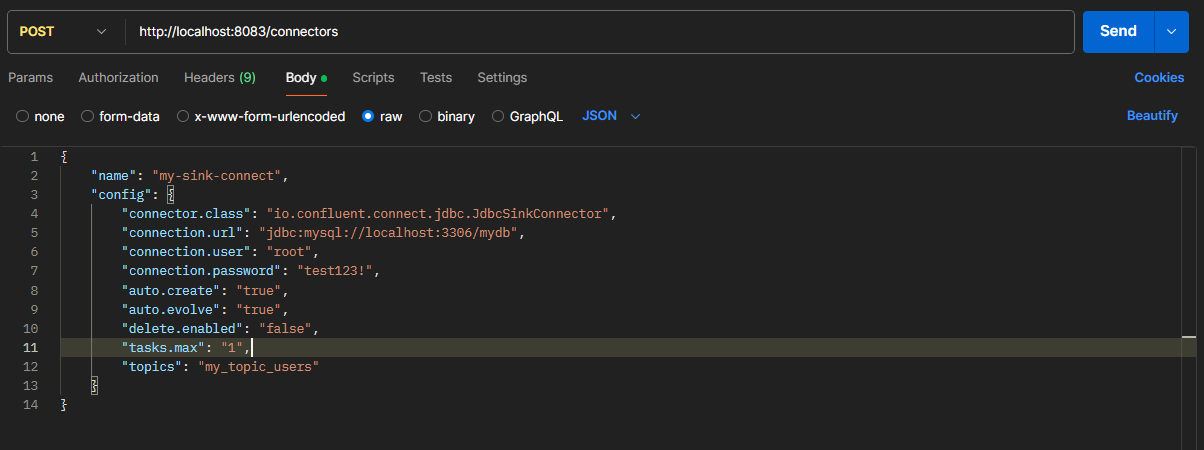 POST http://localhost:8083/connectors Send
Params Authorization Headers (9) Body Scripts Tests Settings Cookies
none form-data x-www-form-urlencoded raw binary GraphQL JSON Beautify
1 {
2 "name": "my-sink-connect",
3 "config": {
4 "connector.class": "io.confluent.connect.jdbc.JdbcSinkConnector",
5 "connection.url": "jdbc:mysql://localhost:3306/mydb",
6 "connection.user": "root",
7 "connection.password": "test123!",
8 "auto.create": "true",
9 "auto.evolve": "true",
10 "delete.enabled": "false",
11 "tasks.max": "1",
12 "topics": "my_topic_users"
13 }
14 }